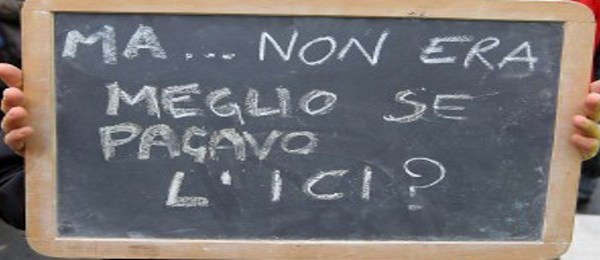 MA... NON ERA
MEGLIO SE
PAGAVO
L'ICI?